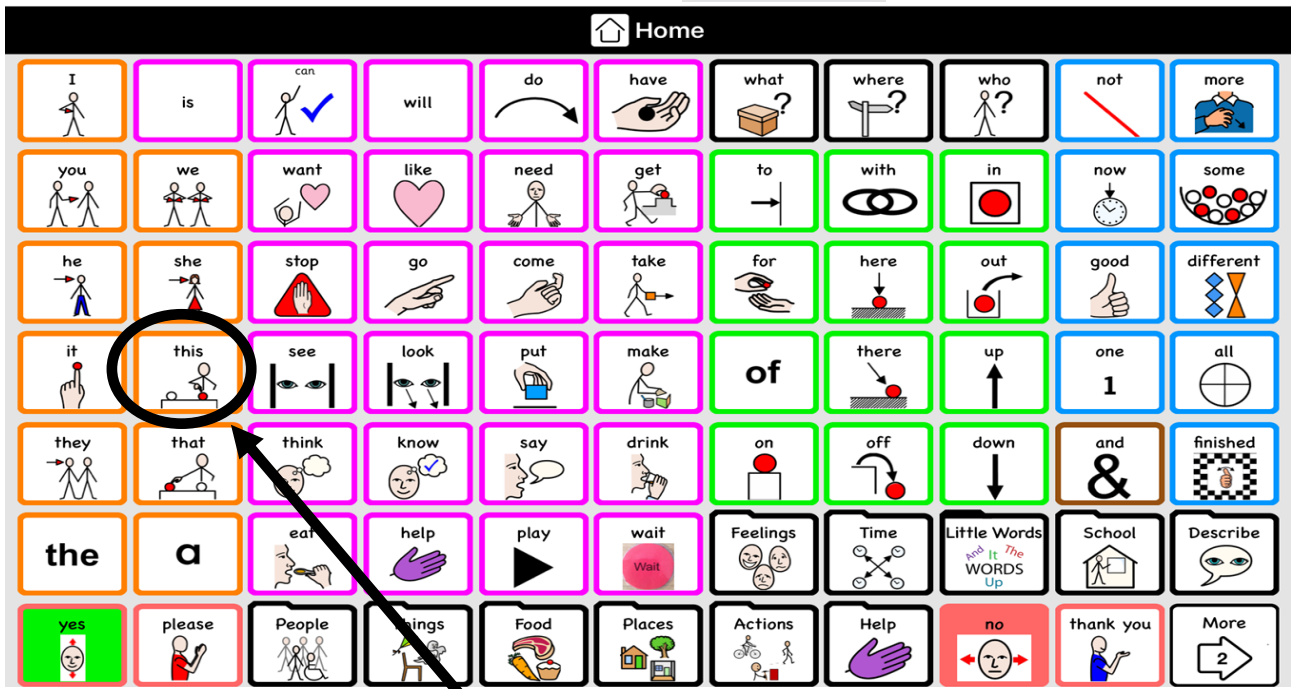 Home
I is can will do have what where who not more
you we want like need get to with in now some
he she stop go come take for here out good different
it this see look put make of there up one all
1
they that think know say drink on off down and finished
&
the a eat help play wait Feelings Time Little Words School Describe
Wait
And It The
WORDS
Up
yes please People Things Food Places Actions Help no thank you More
2